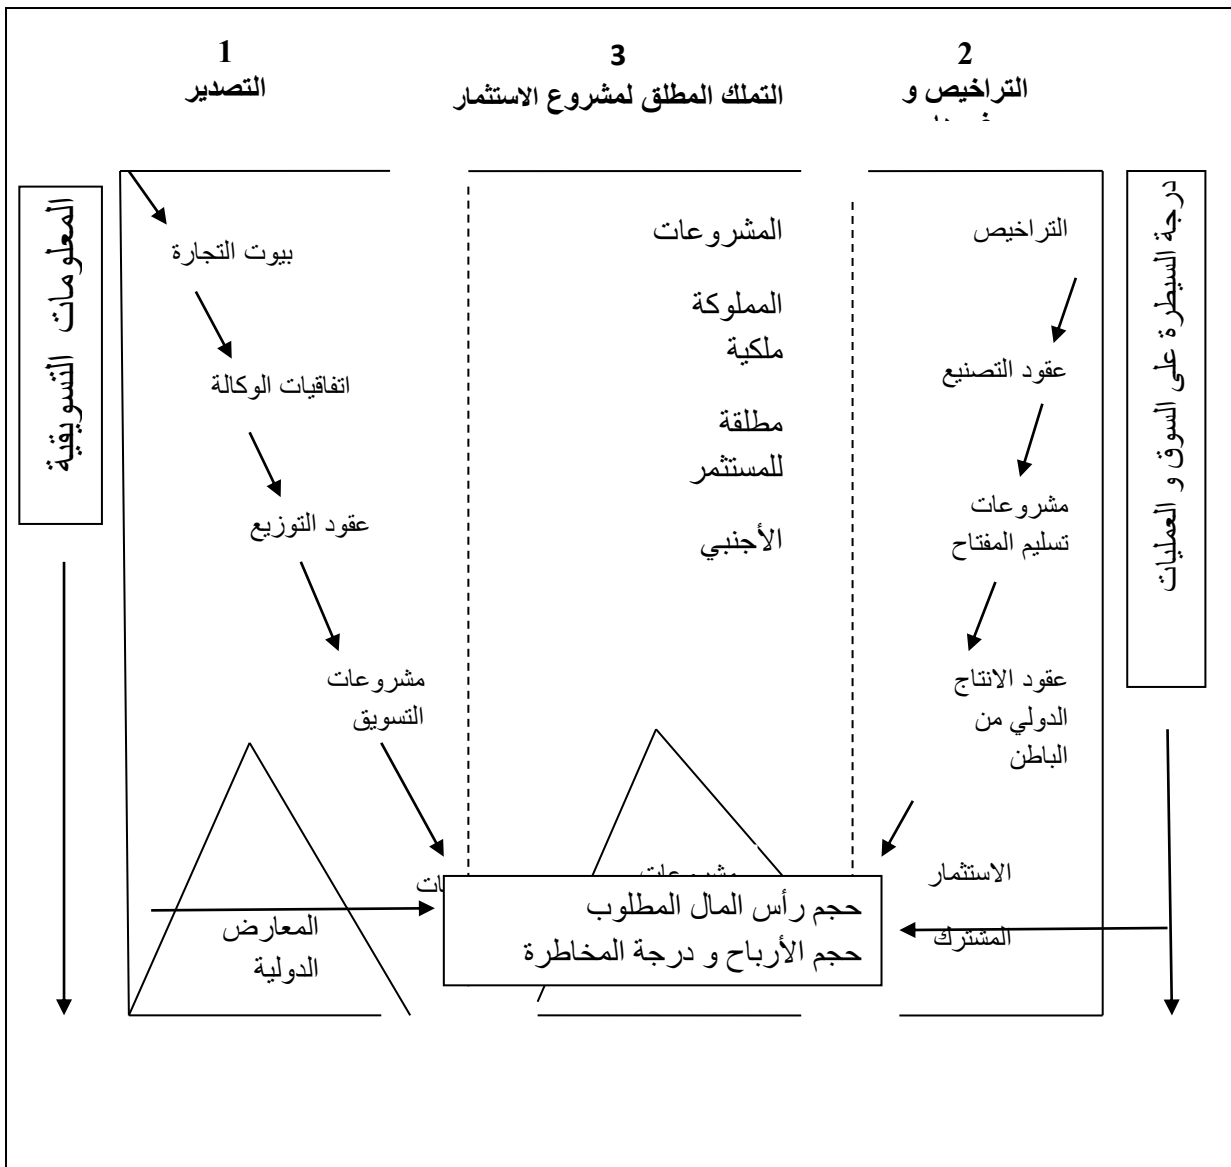 1
التصدير
3
التملك المطلق لمشروع الاستثمار
2
التراخيص و
المعلومات التسويقية
درجة السيطرة على السوق و العمليات
بيوت التجارة
اتفاقيات الوكالة
عقود التوزيع
مشروعات
التسويق
المعارض
الدولية
المشروعات
المملوكة
ملكية
مطلقة
للمستثمر
الأجنبي
مشروعات
حجم رأس المال المطلوب
حجم الأرباح و درجة المخاطرة
التراخيص
عقود التصنيع
مشروعات
تسليم المفتاح
عقود الانتاج
الدولي من
الباطن
الاستثمار
المشترك